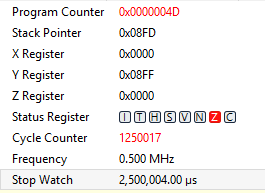 Program Counter 0x0000004D
Stack Pointer 0x08FD
X Register 0x0000
Y Register 0x08FF
Z Register 0x0000
Status Register I T H S V N Z C
Cycle Counter 1250017
Frequency 0.500 MHz
Stop Watch 2,500,004.00 µs